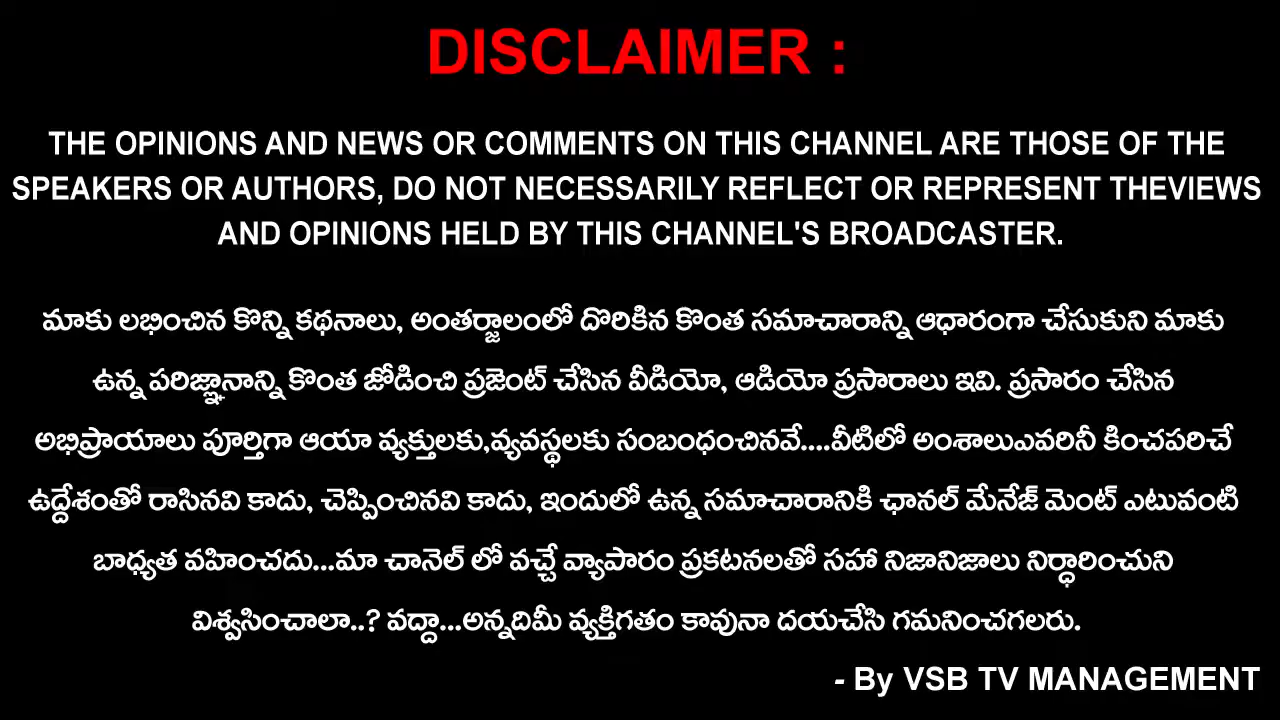 DISCLAIMER :
THE OPINIONS AND NEWS OR COMMENTS ON THIS CHANNEL ARE THOSE OF THE
SPEAKERS OR AUTHORS, DO NOT NECESSARILY REFLECT OR REPRESENT THEVIEWS
AND OPINIONS HELD BY THIS CHANNEL'S BROADCASTER.
మాకు లభించిన కొన్ని కథనాలు, అంతర్జాలంలో దొరికిన కొంత సమాచారాన్ని ఆధారంగా చేసుకుని మాకు
ఉన్న పరిజ్ఞానాన్ని కొంత జోడించి ప్రజెంట్ చేసిన వీడియో, ఆడియో ప్రసారాలు ఇవి. ప్రసారం చేసిన
అభిప్రాయాలు పూర్తిగా ఆయా వ్యక్తులకు,వ్యవస్థలకు సంబంధంచినవే....వీటిలో అంశాలుఎవరినీ కించపరిచే
ఉద్దేశంతో రాసినవి కాదు, చెప్పించినవి కాదు, ఇందులో ఉన్న సమాచారానికి ఛానల్ మేనేజ్ మెంట్ ఎటువంటి
బాధ్యత వహించదు...మా చానెల్ లో వచ్చే వ్యాపారం ప్రకటనలతో సహా నిజానిజాలు నిర్ధారించుని
విశ్వసించాలా..? వద్దా...అన్నదిమీ వ్యక్తిగతం కావునా దయచేసి గమనించగలరు.
- By VSB TV MANAGEMENT